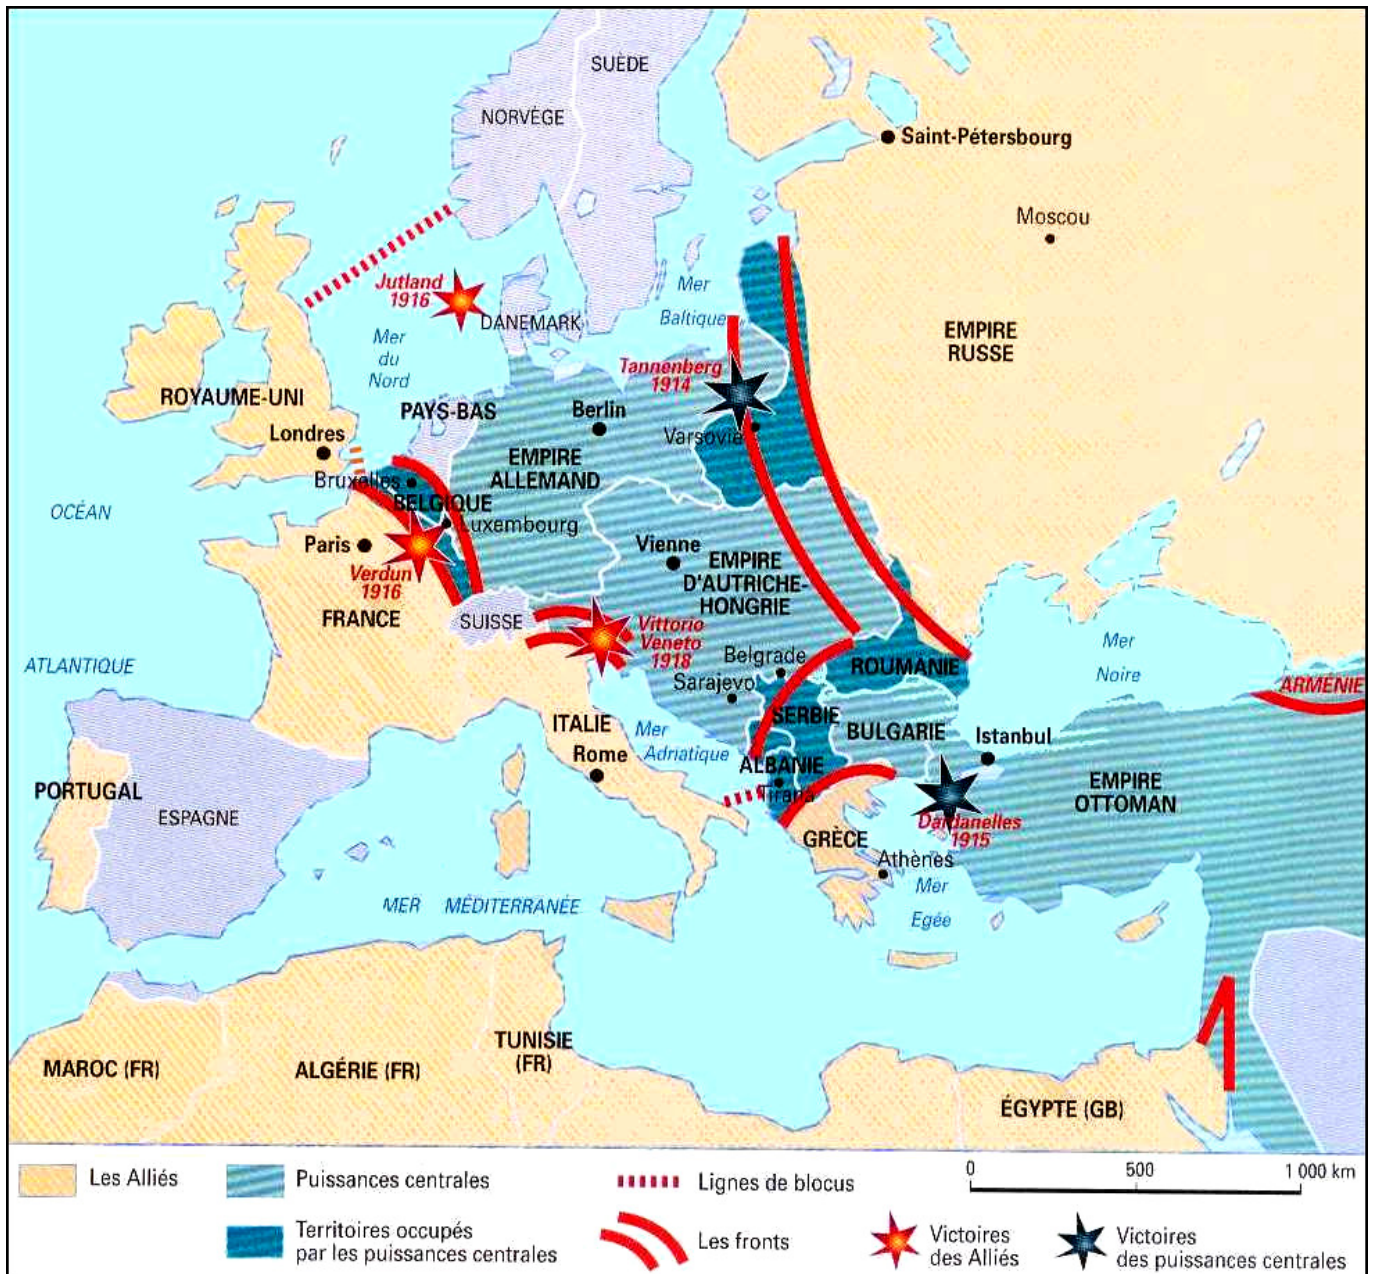 SUÈDE
NORVÈGE
Saint-Pétersbourg
Moscou
Jutland
1916
Mer
Baltique
DANEMARK
Mer
du
Nord
EMPIRE
RUSSE
Tannenberg
1914
ROYAUME-UNI
PAYS-BAS
Berlin
Londres
Varsovie
EMPIRE
ALLEMAND
Bruxelles
BELGIQUE
OCÉAN
Luxembourg
Paris
Vienne
Verdun
1916
EMPIRE
D'AUTRICHE-
HONGRIE
FRANCE
SUISSE
Vittorio
Veneto
1918
Mer
Noire
ATLANTIQUE
Belgrade
ROUMANIE
Sarajevo
ARMÉNIE
SERBIE
ITALIE
Mer
Adriatique
BULGARIE
Istanbul
Rome
ALBANIE
Tirana
EMPIRE
OTTOMAN
PORTUGAL
ESPAGNE
Dardanelles
1915
GRÈCE
Athènes
Mer
Egée
MER MÉDITERRANÉE
TUNISIE
(FR)
MAROC (FR)
ALGÉRIE (FR)
ÉGYPTE (GB)
Les Alliés
Puissances centrales
Lignes de blocus
0 500 1 000 km
Territoires occupés
par les puissances centrales
Les fronts
Victoires
des Alliés
Victoires
des puissances centrales